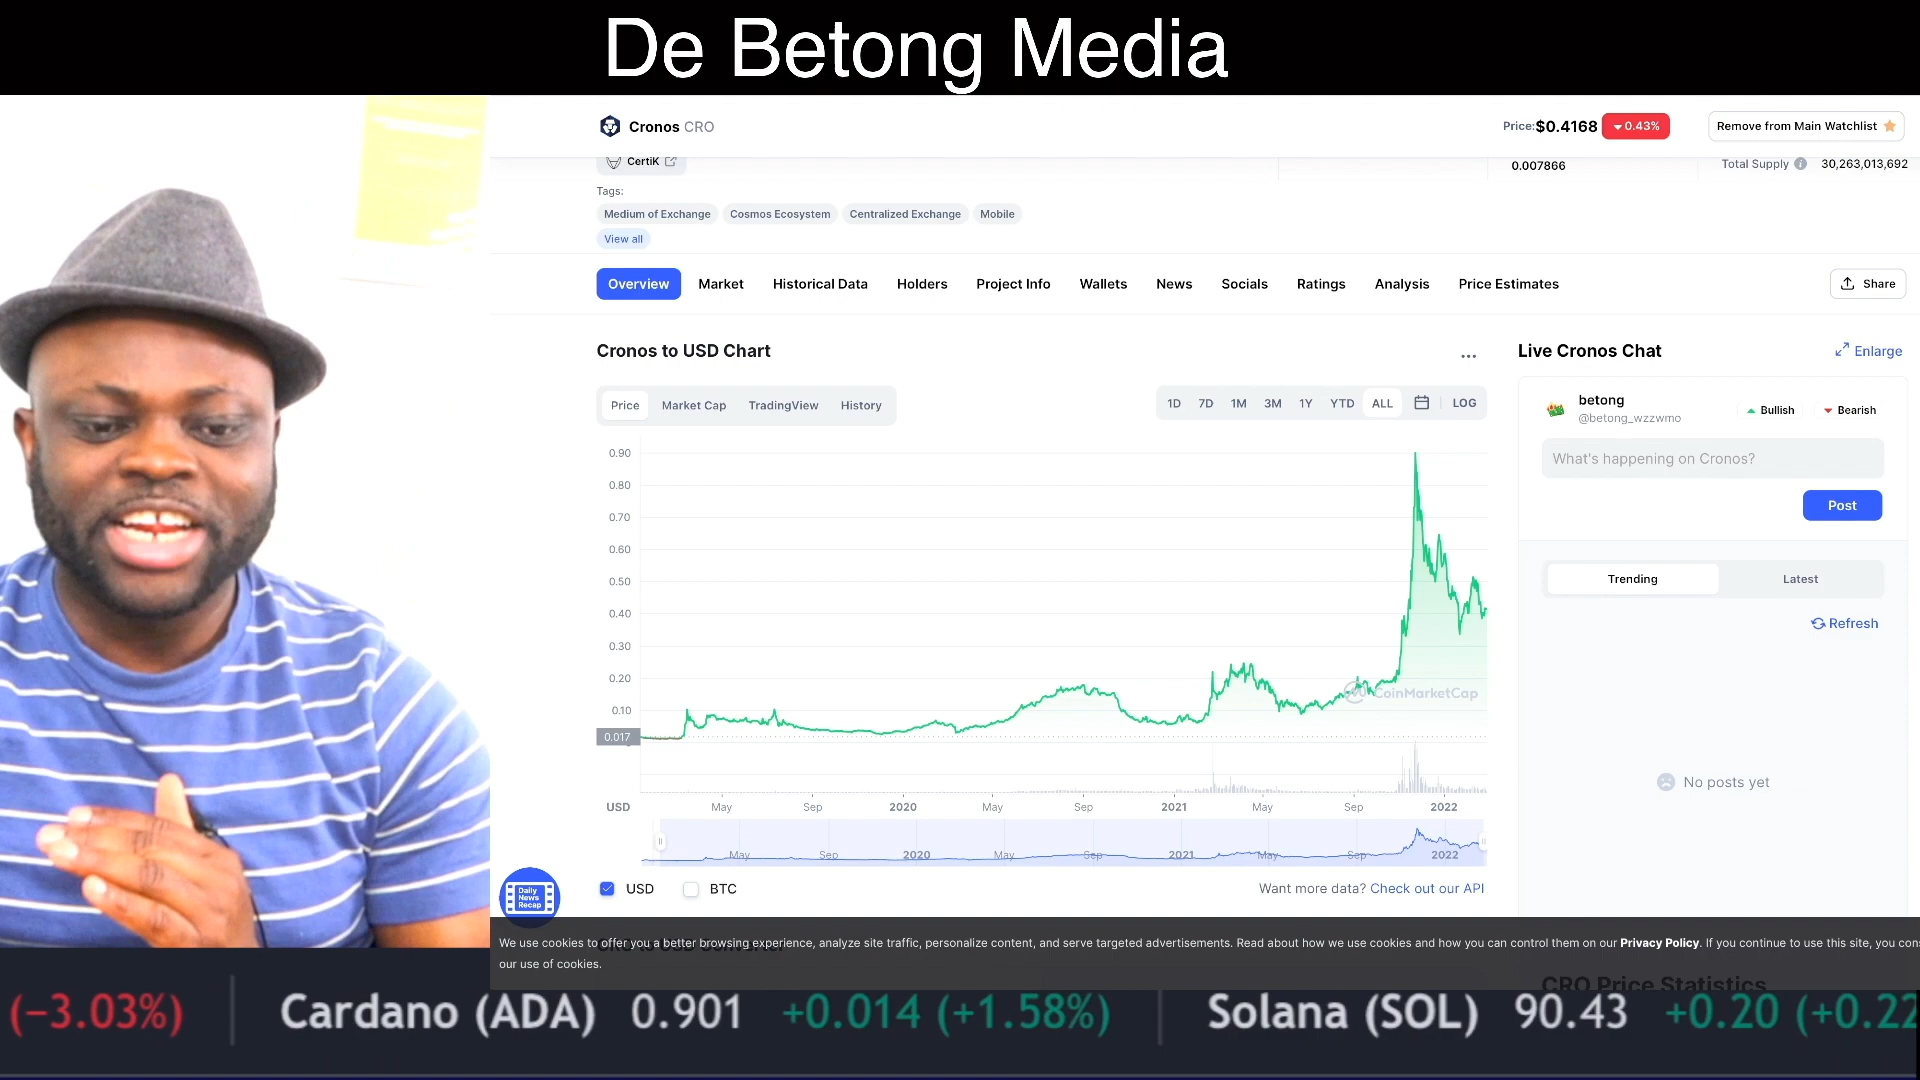 De Betong Media
Cronos CRO
Price:$0.4168 0.43%
Remove from Main Watchlist
CertiK
0.007866
Total Supply 30,263,013,692
Tags:
Medium of Exchange Cosmos Ecosystem Centralized Exchange Mobile
View all
Overview Market Historical Data Holders Project Info Wallets News Socials Ratings Analysis Price Estimates
Share
Cronos to USD Chart
Price Market Cap TradingView History
1D 7D 1M 3M 1Y YTD ALL LOG
0.90
0.80
0.70
0.60
0.50
0.40
0.30
0.20
0.10
0.017
CoinMarketCap
USD May Sep 2020 May Sep 2021 May Sep 2022
May Sep 2020 May Sep 2021 May Sep 2022
USD BTC
Want more data? Check out our API
Live Cronos Chat
Enlarge
betong
@betong_wzzwmo
Bullish Bearish
What's happening on Cronos?
Post
Trending Latest
Refresh
No posts yet
Daily
News
Recap
We use cookies to offer you a better browsing experience, analyze site traffic, personalize content, and serve targeted advertisements. Read about how we use cookies and how you can control them on our Privacy Policy. If you continue to use this site, you cons
our use of cookies.
CRO Price Statistics
(−3.03%) Cardano (ADA) 0.901 +0.014 (+1.58%) Solana (SOL) 90.43 +0.20 (+0.22